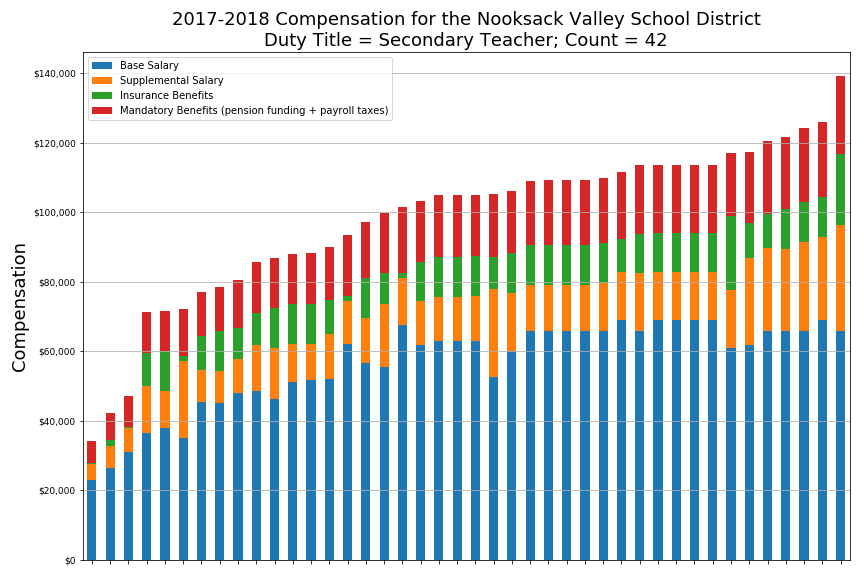 2017-2018 Compensation for the Nooksack Valley School District
Duty Title = Secondary Teacher; Count = 42
Base Salary
Supplemental Salary
Insurance Benefits
Mandatory Benefits (pension funding + payroll taxes)
$140,000
$120,000
$100,000
$80,000
$60,000
$40,000
$20,000
$0
Compensation